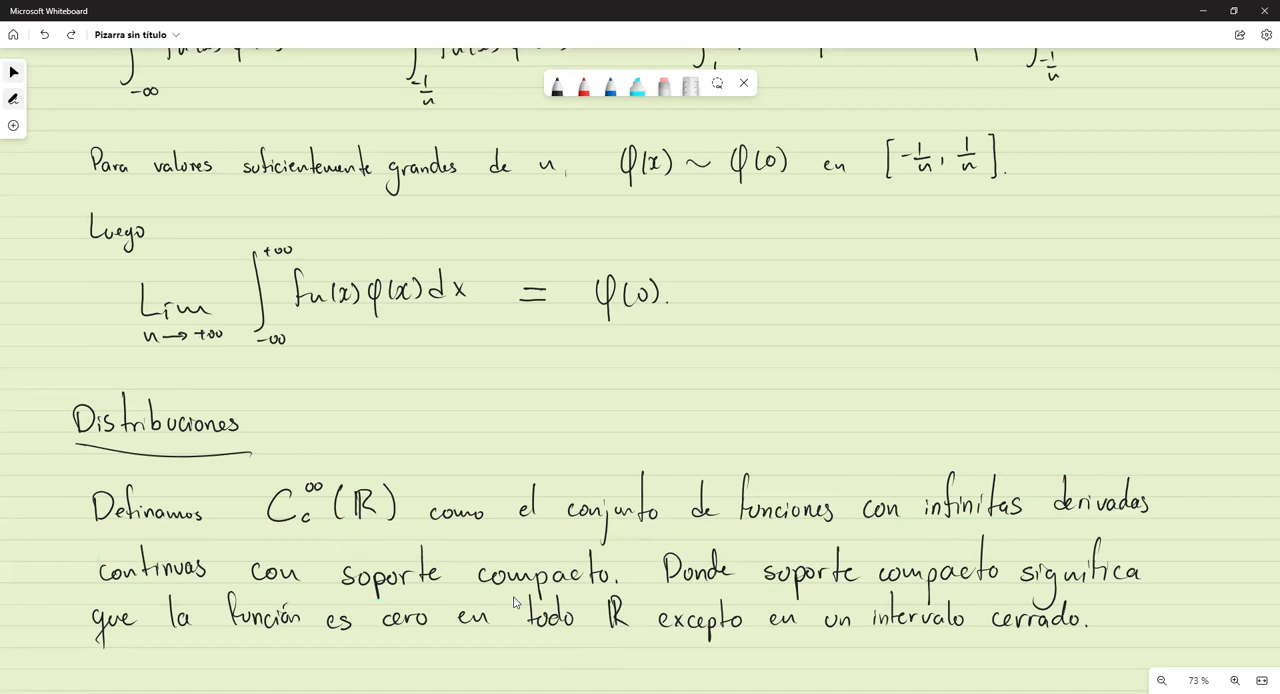 Microsoft Whiteboard
Pizarra sin título
-∞ -1/n -1/n
Para valores suficientemente grandes de n, φ(x) ~ φ(0) en [-1/n, 1/n].
Luego
Lim n→+∞ ∫_{-∞}^{+∞} fn(x) φ(x) dx = φ(0).
Distribuciones
Definamos C_c^∞(ℝ) como el conjunto de funciones con infinitas derivadas
continuas con soporte compacto. Donde soporte compacto significa
que la función es cero en todo ℝ excepto en un intervalo cerrado.
73 %